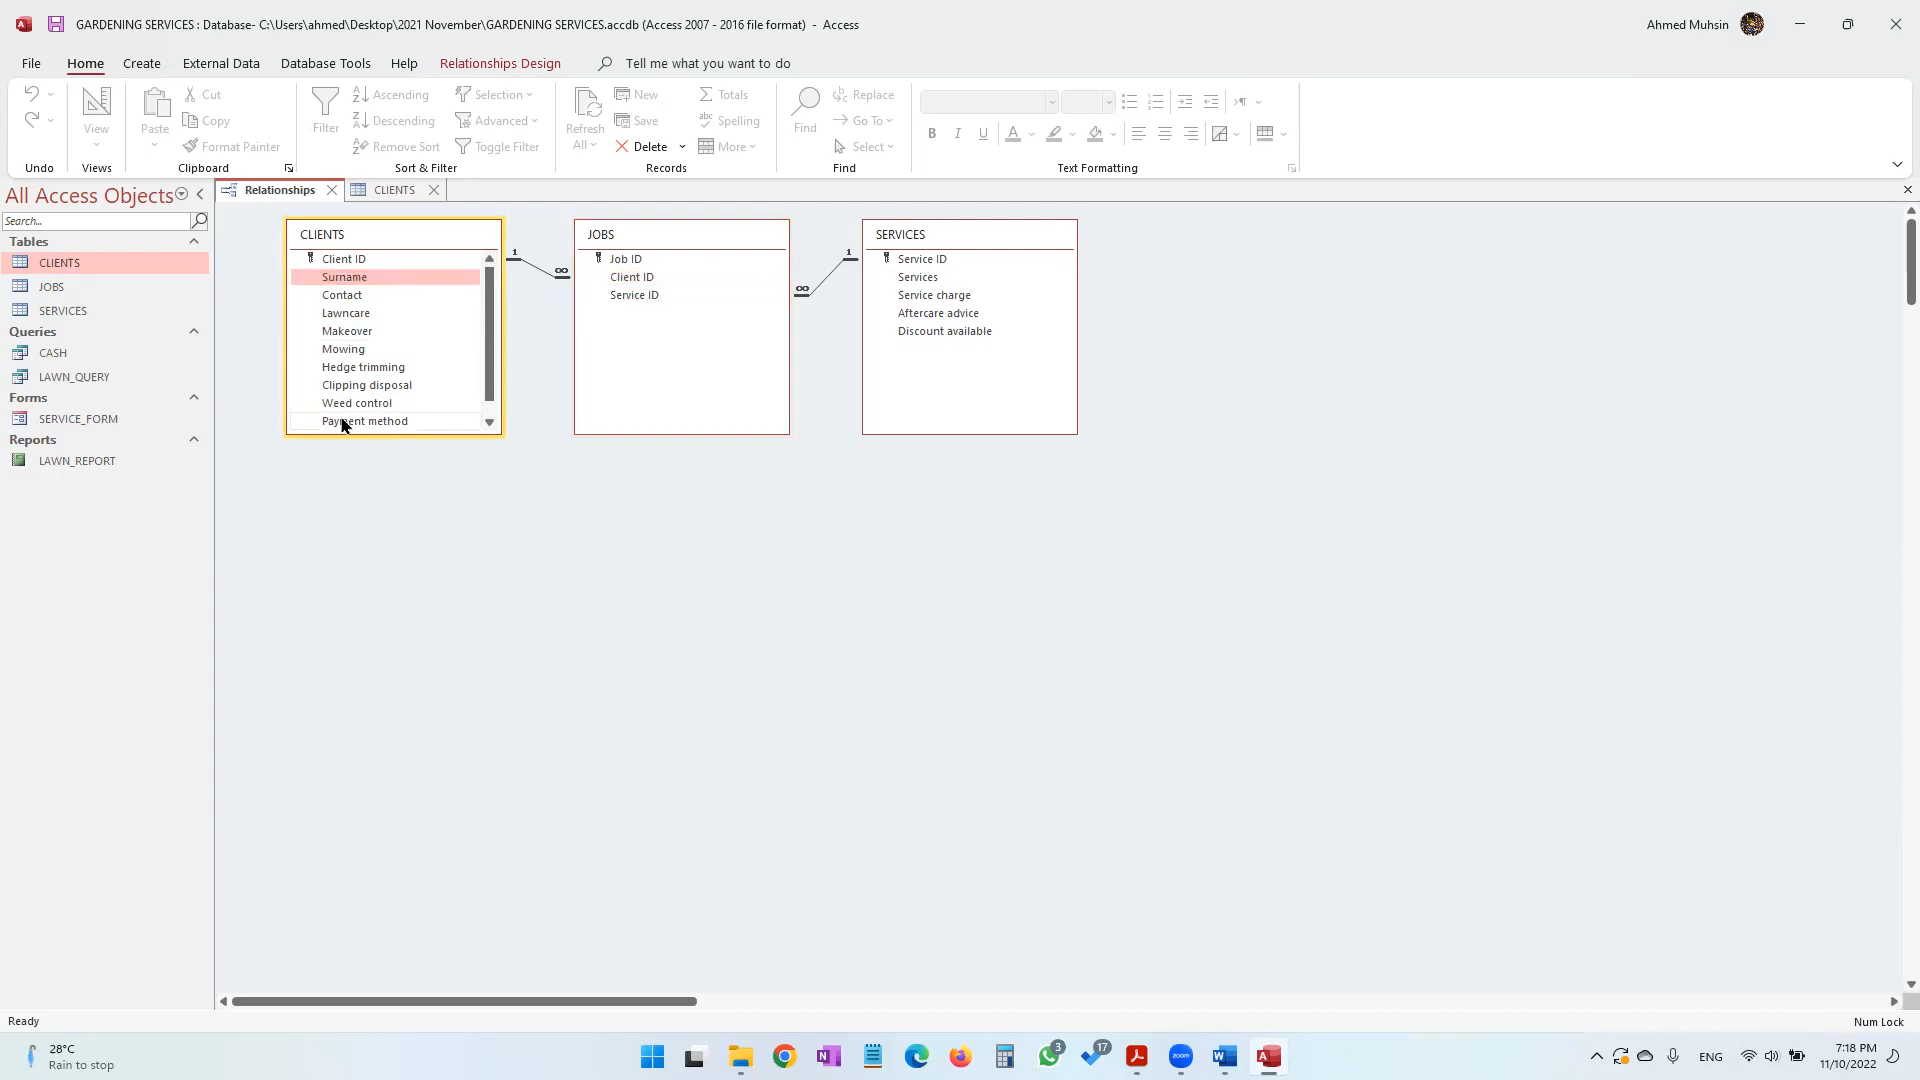 GARDENING SERVICES : Database- C:\Users\ahmed\Desktop\2021 November\GARDENING SERVICES.accdb (Access 2007 - 2016 file format) - Access
Ahmed Muhsin
File Home Create External Data Database Tools Help Relationships Design Tell me what you want to do
Cut
Copy
Format Painter
View
Paste
Filter
Ascending
Descending
Remove Sort
Selection
Advanced
Toggle Filter
Refresh
All
New
Save
Delete
Totals
Spelling
More
Find
Replace
Go To
Select
B I U A
Undo Views Clipboard Sort & Filter Records Find Text Formatting
All Access Objects
Search...
Tables
CLIENTS
JOBS
SERVICES
Queries
CASH
LAWN_QUERY
Forms
SERVICE_FORM
Reports
LAWN_REPORT
Relationships CLIENTS
CLIENTS
Client ID
Surname
Contact
Lawncare
Makeover
Mowing
Hedge trimming
Clipping disposal
Weed control
Payment method
1 ∞
JOBS
Job ID
Client ID
Service ID
∞ 1
SERVICES
Service ID
Services
Service charge
Aftercare advice
Discount available
Ready
Num Lock
28°C
Rain to stop
3
17
zoom
ENG
7:18 PM
11/10/2022